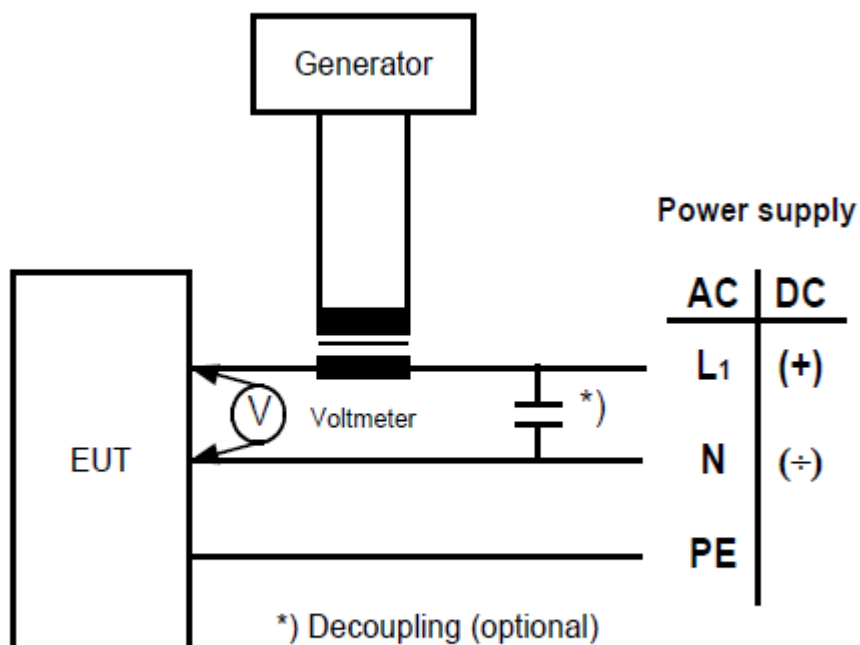 Generator
Power supply
AC DC
L1 (+)
V Voltmeter *)
EUT N (÷)
PE
*) Decoupling (optional)